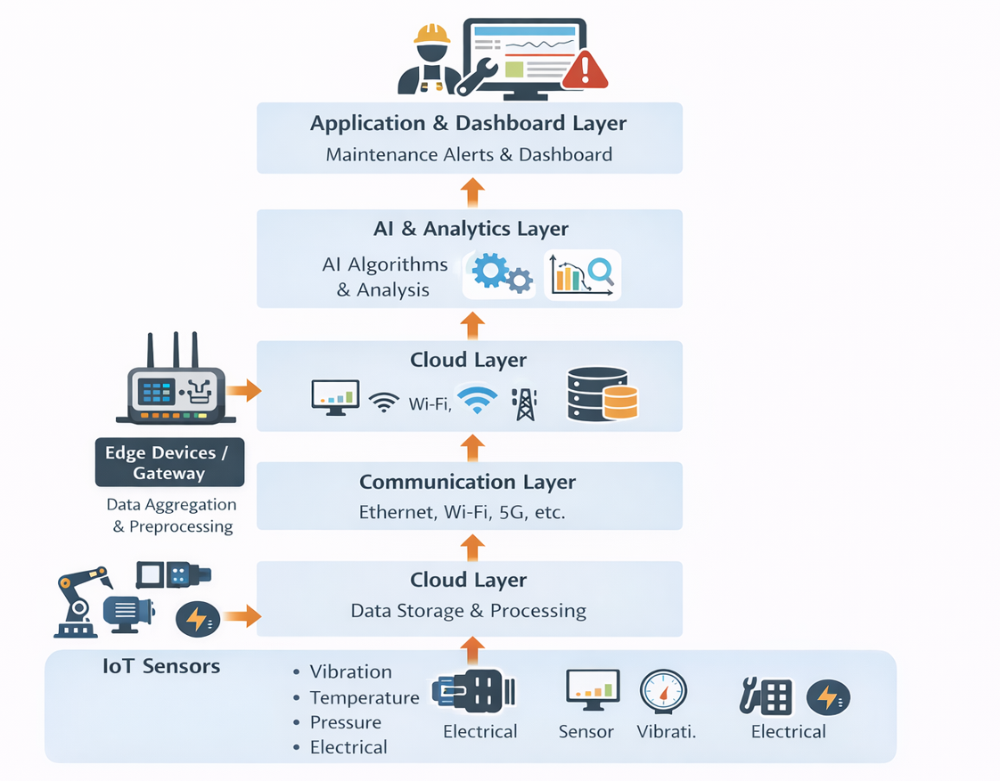 Application & Dashboard Layer
Maintenance Alerts & Dashboard
AI & Analytics Layer
AI Algorithms
& Analysis
Cloud Layer
Wi-Fi,
Edge Devices /
Gateway
Data Aggregation
& Preprocessing
Communication Layer
Ethernet, Wi-Fi, 5G, etc.
Cloud Layer
Data Storage & Processing
IoT Sensors
• Vibration
• Temperature
• Pressure
• Electrical
Electrical
Sensor
Vibrati.
Electrical